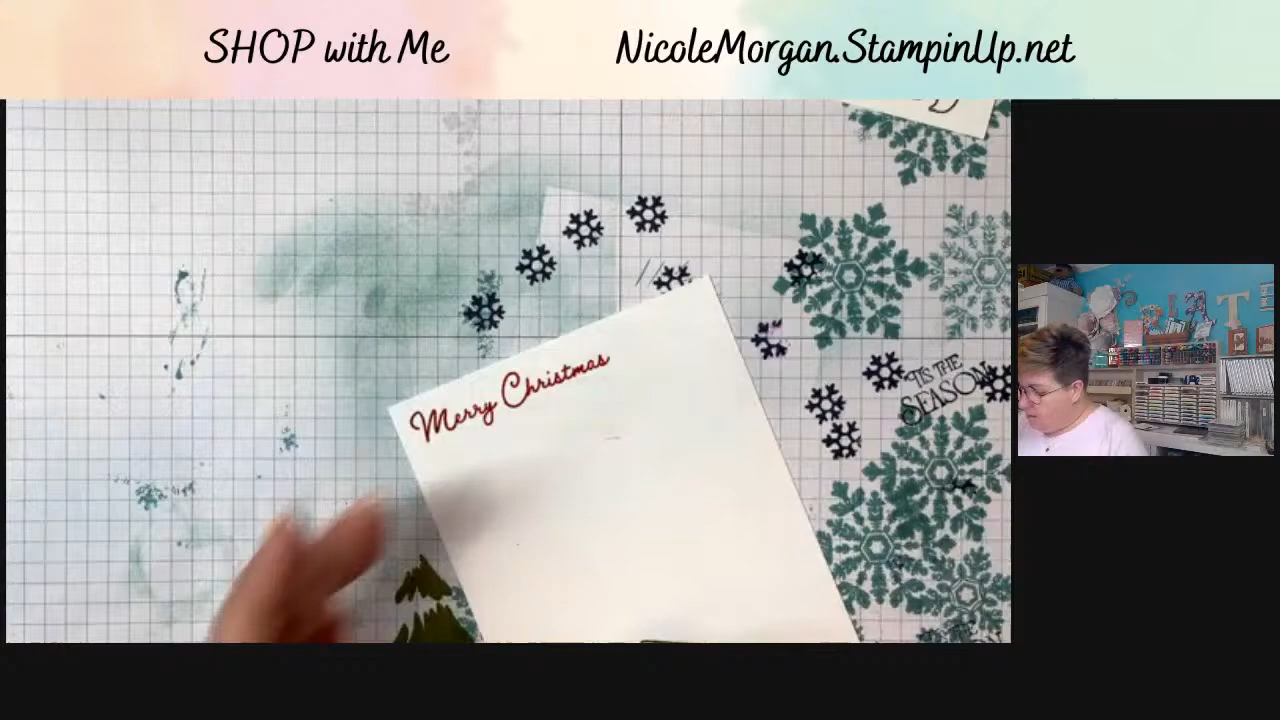 SHOP with Me
NicoleMorgan.StampinUp.net
Merry Christmas
'TIS THE
SEASON